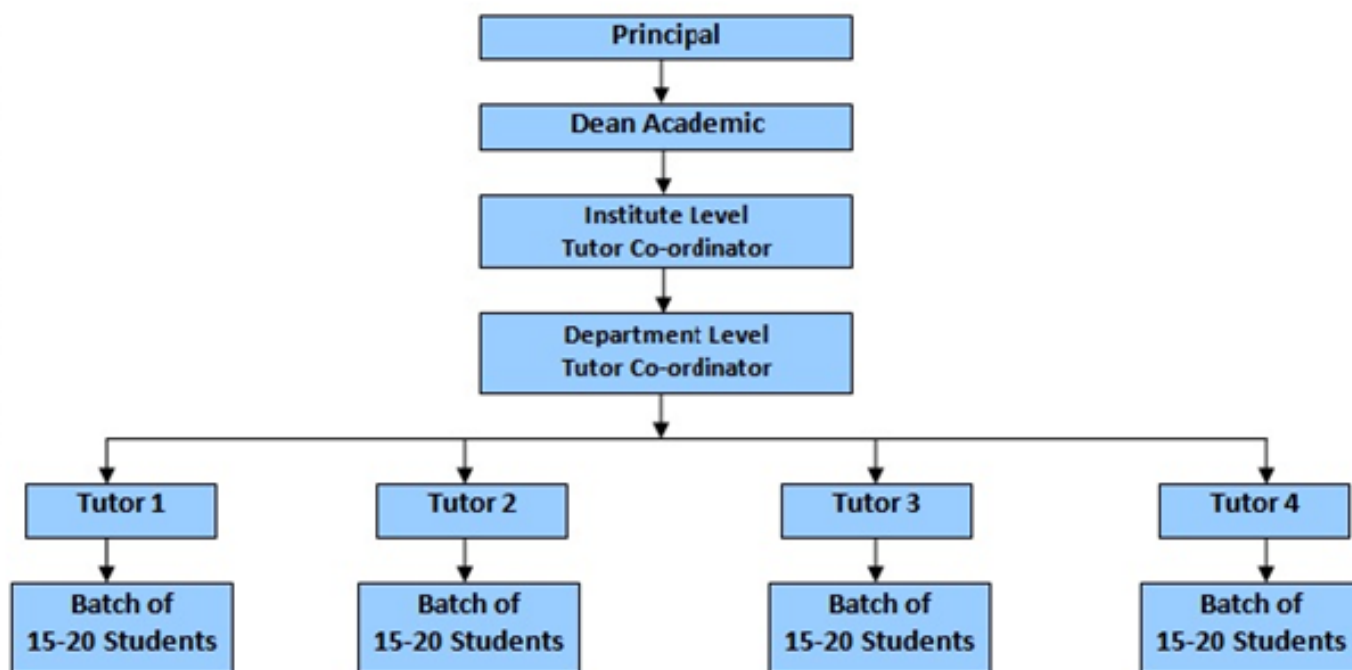 Principal
Dean Academic
Institute Level
Tutor Co-ordinator
Department Level
Tutor Co-ordinator
Tutor 1
Tutor 2
Tutor 3
Tutor 4
Batch of
15-20 Students
Batch of
15-20 Students
Batch of
15-20 Students
Batch of
15-20 Students